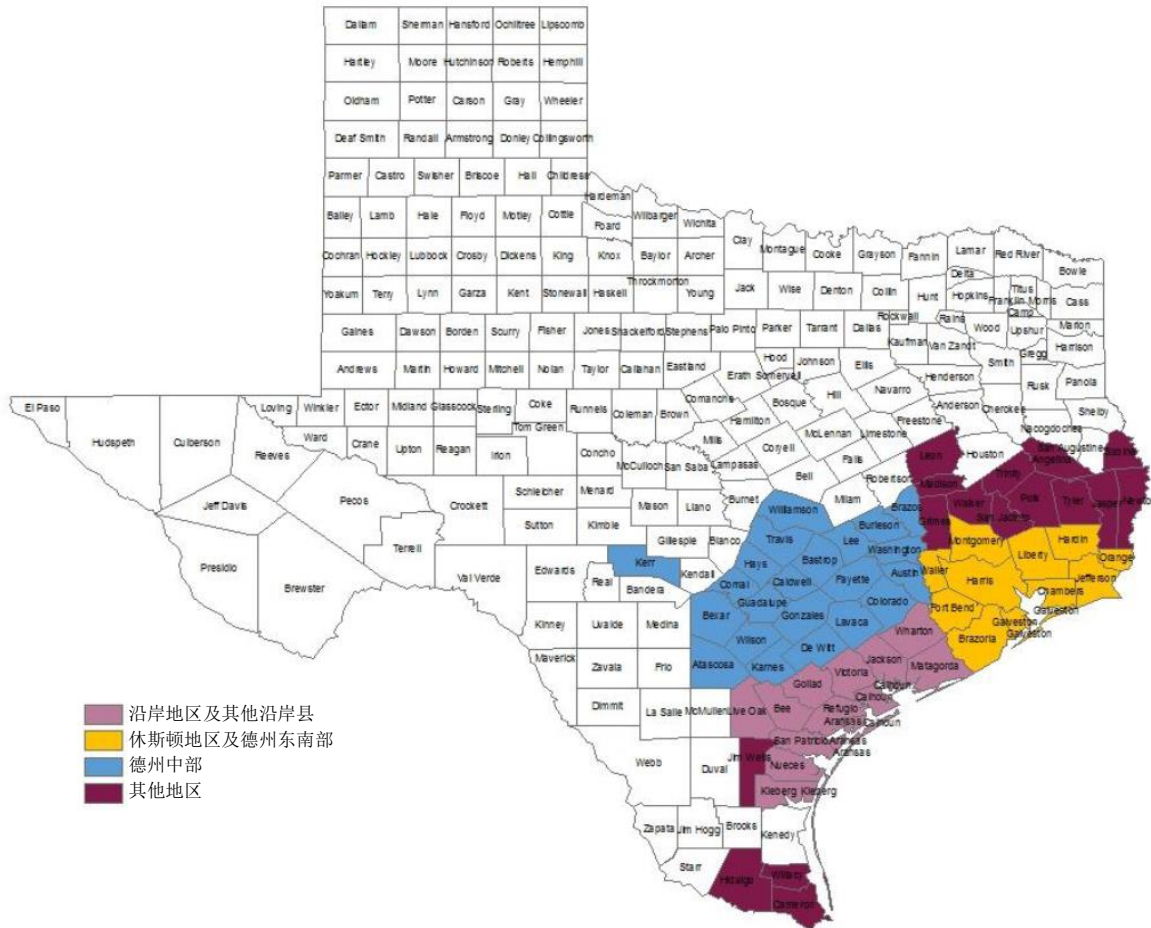 Dallam Sherman Hansford Ochiltree Lipscomb
Hartley Moore Hutchinson Roberts Hemphill
Oldham Potter Carson Gray Wheeler
Deaf Smith Randall Armstrong Donley Collingsworth
Parmer Castro Swisher Briscoe Hall Childress
Hardeman
Bailey Lamb Hale Floyd Motley Cottle Foard Wilbarger Wichita
Clay Montague Cooke Grayson Fannin Lamar Red River Bowie
Cochran Hockley Lubbock Crosby Dickens King Knox Baylor Archer
Delta Titus
Throckmorton
Yoakum Terry Lynn Garza Kent Stonewall Haskell Young Jack Wise Denton Collin Hunt Hopkins Franklin Morris Cass
Rockwall Rains Camp
Gaines Dawson Borden Scurry Fisher Jones Shackelford Stephens Palo Pinto Parker Tarrant Dallas Kaufman Van Zandt Wood Upshur Marion
Gregg Harrison
Andrews Martin Howard Mitchell Nolan Taylor Callahan Eastland Erath Hood Somervell Johnson Ellis Henderson Smith Rusk Panola
El Paso Hudspeth Culberson Loving Winkler Ector Midland Glasscock Sterling Coke Runnels Coleman Brown Comanche Bosque Hill Navarro Anderson Cherokee Shelby
Tom Green Hamilton Freestone Nacogdoches
Reeves Ward Crane Upton Reagan Irion Concho McCulloch San Saba Mills Lampasas Coryell McLennan Limestone Falls Leon Houston San Augustine Angelina Sabine
Jeff Davis Pecos Crockett Schleicher Menard Mason Llano Burnet Bell Milam Robertson Madison Trinity
Sutton Kimble Williamson Brazos Grimes Walker San Jacinto Polk Tyler Jasper Newton
Presidio Brewster Terrell Val Verde Edwards Gillespie Blanco Travis Lee Burleson Washington Montgomery Liberty Hardin Orange
Kerr Kendall Hays Bastrop
Real Bandera Comal Caldwell Fayette Austin Waller Harris Chambers Jefferson
Kinney Uvalde Medina Bexar Guadalupe Gonzales Colorado Fort Bend Galveston
Lavaca Galveston
Galveston
Maverick Zavala Frio Atascosa Wilson Karnes De Witt Wharton Brazoria
Dimmit La Salle McMullen Live Oak Bee Goliad Victoria Jackson Matagorda
Calhoun
Calhoun
Refugio
Aransas Calhoun
沿岸地区及其他沿岸县
休斯顿地区及德州东南部
德州中部
其他地区
San Patricio Aransas
Aransas
Webb Duval Jim Wells Nueces
Kleberg Kleberg
Zapata Jim Hogg Brooks Kenedy
Starr Hidalgo Willacy
Cameron